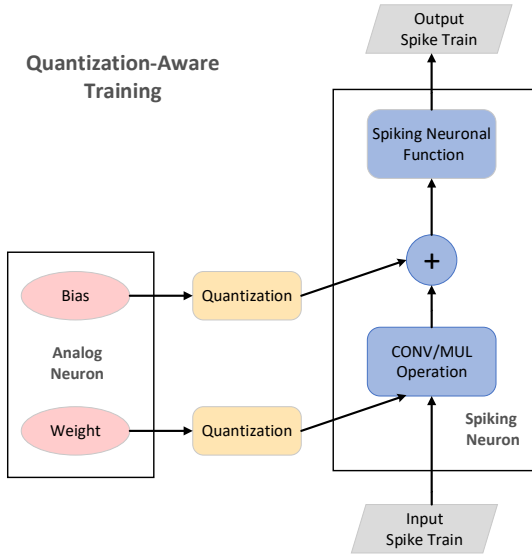 Output
Spike Train
Quantization-Aware
Training
Spiking Neuronal
Function
+
Bias
Quantization
Analog
Neuron
CONV/MUL
Operation
Weight
Quantization
Spiking
Neuron
Input
Spike Train